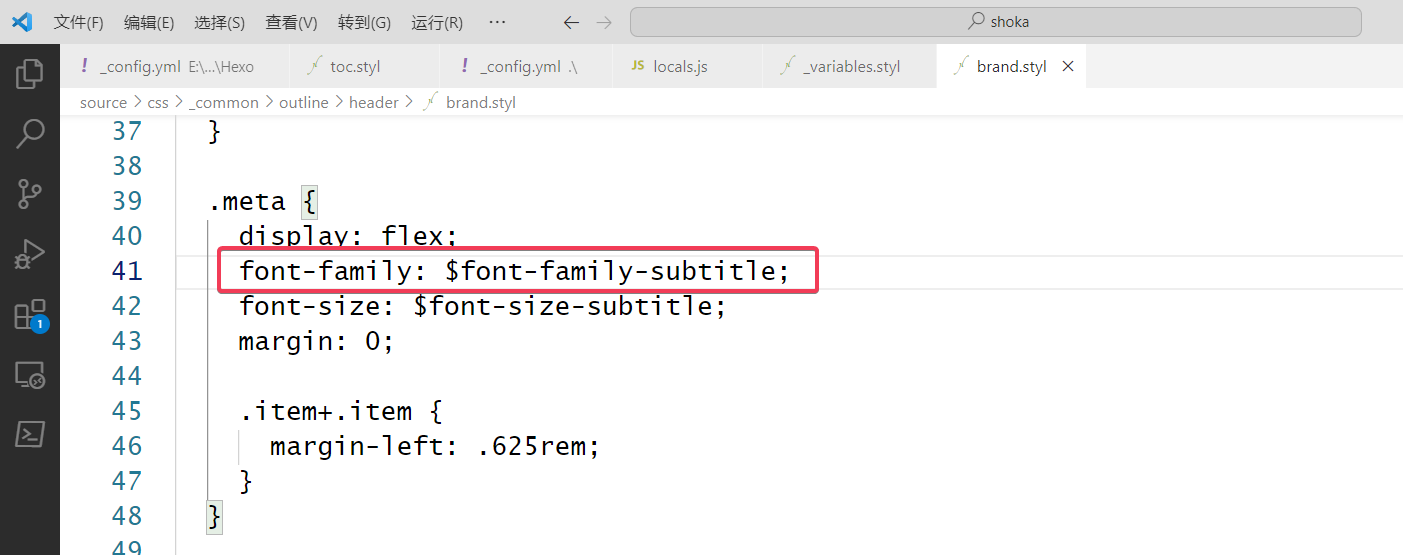 文件(F) 编辑(E) 选择(S) 查看(V) 转到(G) 运行(R) ··· shoka
! _config.yml E:\...\Hexo toc.styl ! _config.yml .\ JS locals.js _variables.styl brand.styl
source > css > _common > outline > header > brand.styl
37 }
38
39 .meta {
40 display: flex;
41 font-family: $font-family-subtitle;
42 font-size: $font-size-subtitle;
43 margin: 0;
44
45 .item+.item {
46 margin-left: .625rem;
47 }
48 }
49
1